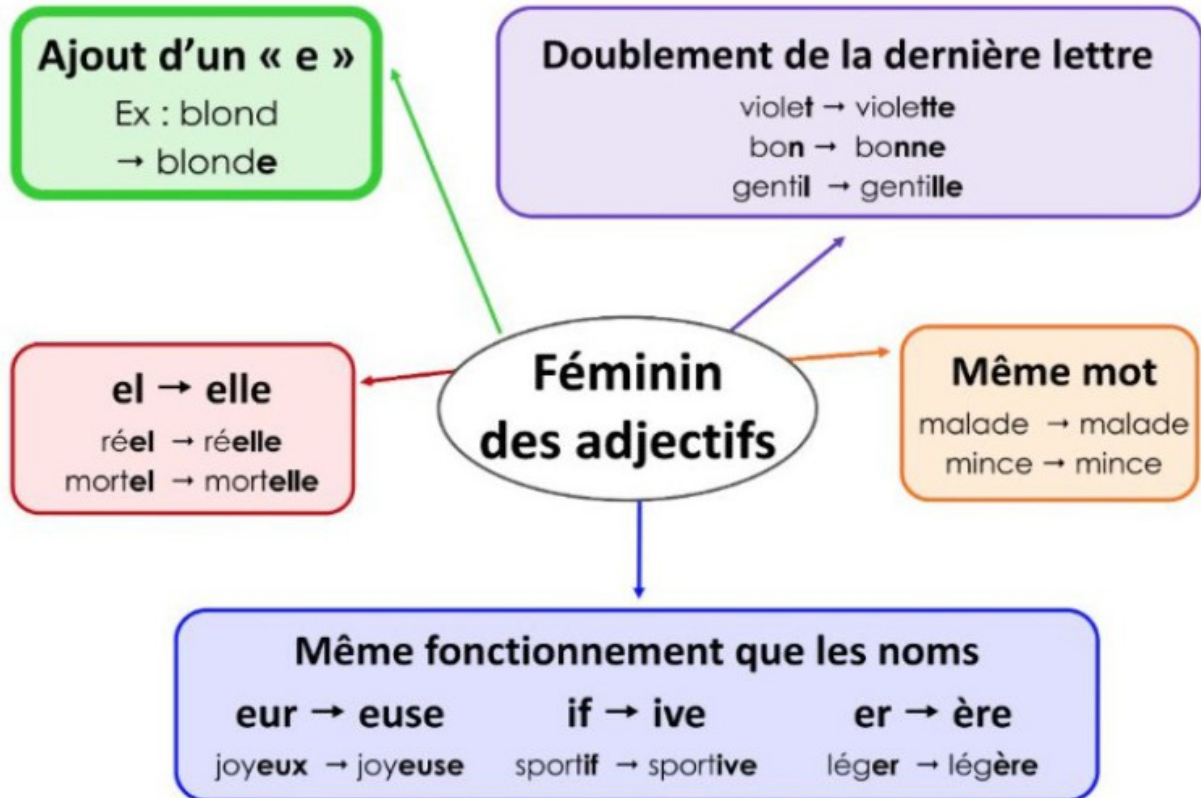 Ajout d'un « e »
Ex : blond
→ blonde
Doublement de la dernière lettre
violet → violette
bon → bonne
gentil → gentille
Féminin
des adjectifs
el → elle
réel → réelle
mortel → mortelle
Même mot
malade → malade
mince → mince
Même fonctionnement que les noms
eur → euse if → ive er → ère
joyeux → joyeuse sportif → sportive léger → légère